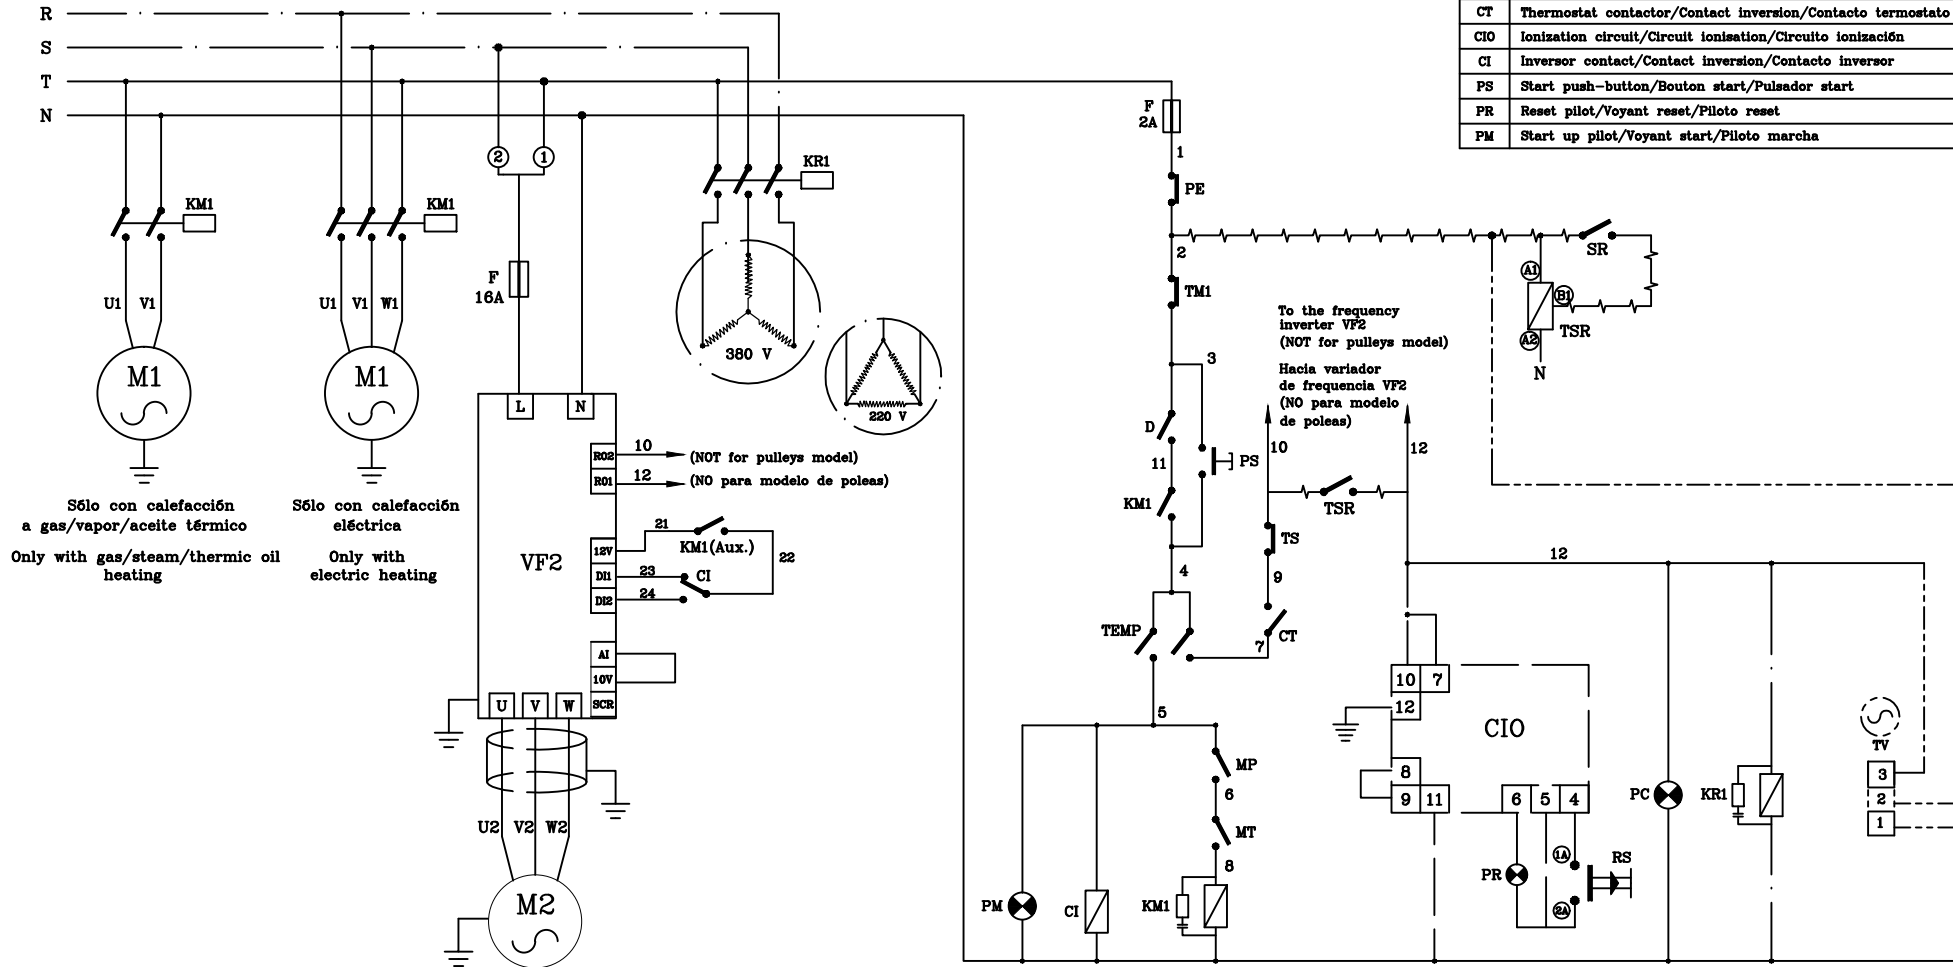 R
S
T
N
CT Thermostat contactor/Contact inversion/Contacto termostato
CIO Ionization circuit/Circuit ionisation/Circuito ionización
CI Inversor contact/Contact inversion/Contacto inversor
PS Start push-button/Bouton start/Pulsador start
PR Reset pilot/Voyant reset/Piloto reset
PM Start up pilot/Voyant start/Piloto marcha
KM1
U1 V1
M1
Sólo con calefacción
a gas/vapor/aceite térmico
Only with gas/steam/thermic oil
heating
KM1
U1 V1 W1
M1
Sólo con calefacción
eléctrica
Only with
electric heating
2 1
F
16A
KR1
380 V
220 V
L N
VF2
RO2
RO1
12V
DI1
DI2
AI
10V
SCR
U V W
10 (NOT for pulleys model)
12 (NO para modelo de poleas)
21
KM1(Aux.)
22
23
CI
24
U2 V2 W2
M2
F
2A
1
PE
2
TM1
3
D
11
PS
KM1
4
TEMP
5
7
CT
9
TS
10
12
TSR
To the frequency
inverter VF2
(NOT for pulleys model)
Hacia variador
de frequencia VF2
(NO para modelo
de poleas)
SR
A1
B1
A2
TSR
N
12
MP
6
MT
8
PM
CI
KM1
10 7
12
CIO
8
9 11
6 5 4
PR
1A
2A
RS
PC
KR1
TV
3
2
1